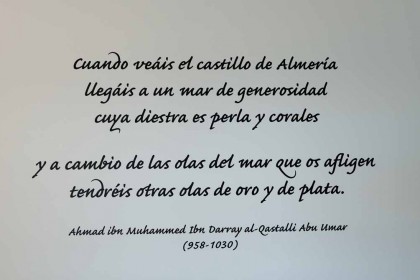 Cuando veáis el castillo de Almería
llegáis a un mar de generosidad
cuya diestra es perla y corales
y a cambio de las olas del mar que os afligen
tendréis otras olas de oro y de plata.
Ahmad ibn Muhammed Ibn Darray al-Qastalli Abu Umar
(958-1030)